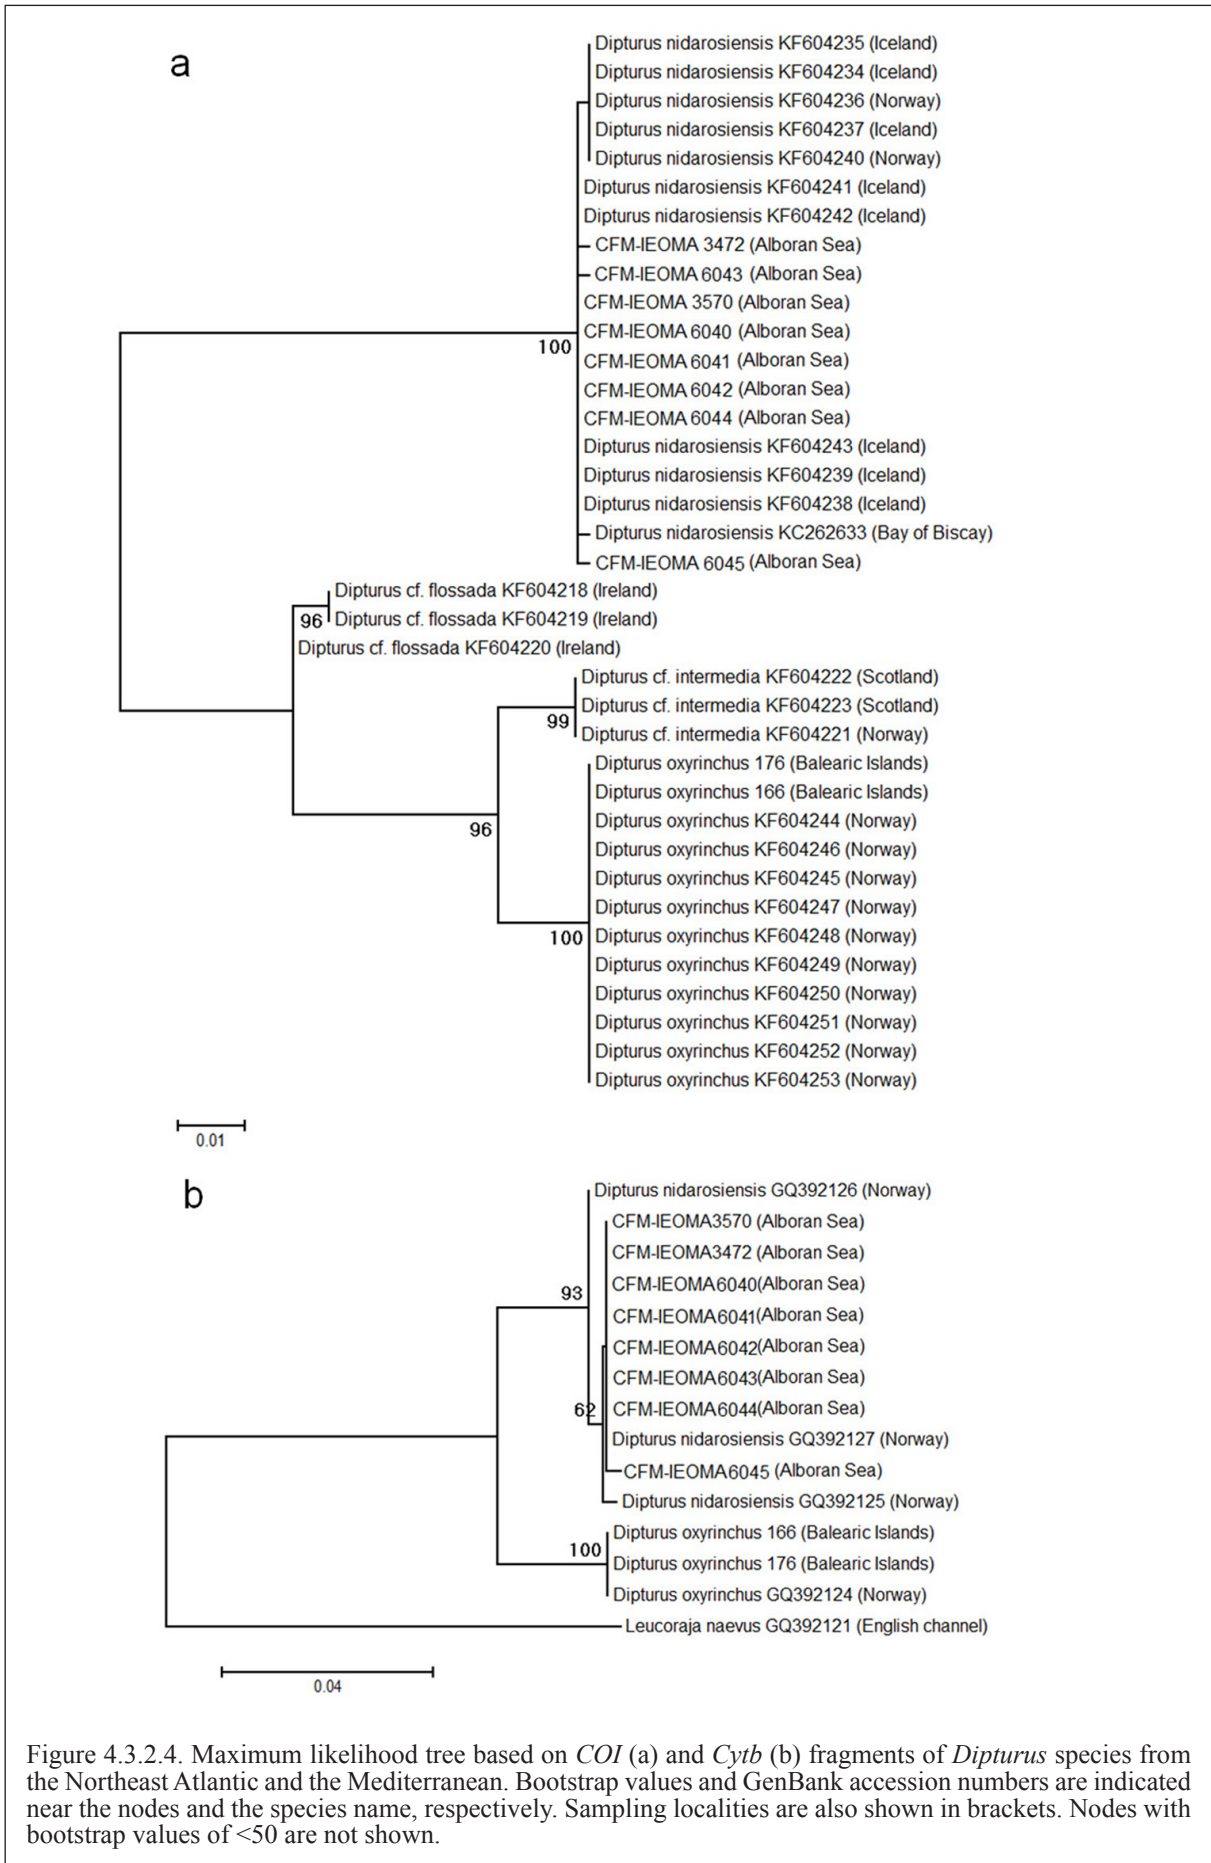 a
Dipturus nidarosiensis KF604235 (Iceland)
Dipturus nidarosiensis KF604234 (Iceland)
Dipturus nidarosiensis KF604236 (Norway)
Dipturus nidarosiensis KF604237 (Iceland)
Dipturus nidarosiensis KF604240 (Norway)
Dipturus nidarosiensis KF604241 (Iceland)
Dipturus nidarosiensis KF604242 (Iceland)
CFM-IEOMA 3472 (Alboran Sea)
CFM-IEOMA 6043 (Alboran Sea)
CFM-IEOMA 3570 (Alboran Sea)
CFM-IEOMA 6040 (Alboran Sea)
100
CFM-IEOMA 6041 (Alboran Sea)
CFM-IEOMA 6042 (Alboran Sea)
CFM-IEOMA 6044 (Alboran Sea)
Dipturus nidarosiensis KF604243 (Iceland)
Dipturus nidarosiensis KF604239 (Iceland)
Dipturus nidarosiensis KF604238 (Iceland)
Dipturus nidarosiensis KC262633 (Bay of Biscay)
CFM-IEOMA 6045 (Alboran Sea)
Dipturus cf. flossada KF604218 (Ireland)
96 Dipturus cf. flossada KF604219 (Ireland)
Dipturus cf. flossada KF604220 (Ireland)
Dipturus cf. intermedia KF604222 (Scotland)
99 Dipturus cf. intermedia KF604223 (Scotland)
Dipturus cf. intermedia KF604221 (Norway)
Dipturus oxyrinchus 176 (Balearic Islands)
Dipturus oxyrinchus 166 (Balearic Islands)
96 Dipturus oxyrinchus KF604244 (Norway)
Dipturus oxyrinchus KF604246 (Norway)
Dipturus oxyrinchus KF604245 (Norway)
Dipturus oxyrinchus KF604247 (Norway)
100 Dipturus oxyrinchus KF604248 (Norway)
Dipturus oxyrinchus KF604249 (Norway)
Dipturus oxyrinchus KF604250 (Norway)
Dipturus oxyrinchus KF604251 (Norway)
Dipturus oxyrinchus KF604252 (Norway)
Dipturus oxyrinchus KF604253 (Norway)
0.01
b
Dipturus nidarosiensis GQ392126 (Norway)
CFM-IEOMA3570 (Alboran Sea)
CFM-IEOMA3472 (Alboran Sea)
93 CFM-IEOMA6040(Alboran Sea)
CFM-IEOMA6041(Alboran Sea)
CFM-IEOMA6042(Alboran Sea)
CFM-IEOMA6043(Alboran Sea)
62 CFM-IEOMA6044(Alboran Sea)
Dipturus nidarosiensis GQ392127 (Norway)
CFM-IEOMA6045 (Alboran Sea)
Dipturus nidarosiensis GQ392125 (Norway)
Dipturus oxyrinchus 166 (Balearic Islands)
100 Dipturus oxyrinchus 176 (Balearic Islands)
Dipturus oxyrinchus GQ392124 (Norway)
Leucoraja naevus GQ392121 (English channel)
0.04
Figure 4.3.2.4. Maximum likelihood tree based on COI (a) and Cytb (b) fragments of Dipturus species from
the Northeast Atlantic and the Mediterranean. Bootstrap values and GenBank accession numbers are indicated
near the nodes and the species name, respectively. Sampling localities are also shown in brackets. Nodes with
bootstrap values of <50 are not shown.